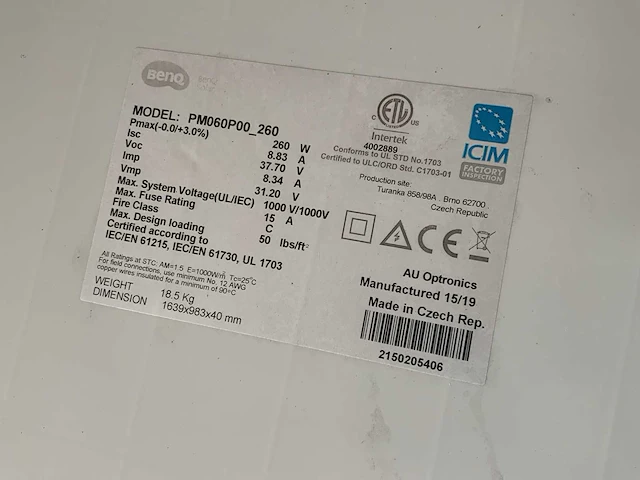 BenQ
BenQ
Solar
MODEL: PM060P00_260
Pmax(-0.0/+3.0%) 260 W
Isc 8.83 A
Voc 37.70 V
Imp 8.34 A
Vmp 31.20 V
Max. System Voltage(UL/IEC) 1000 V/1000V
Max. Fuse Rating 15 A
Fire Class C
Max. Design loading 50 lbs/ft²
Certified according to
IEC/EN 61215, IEC/EN 61730, UL 1703
All Ratings at STC: AM=1.5 E=1000W/m² Tc=25°C
For field connections, use minimum No. 12 AWG
copper wires insulated for a minimum of 90°C
WEIGHT 18.5 Kg
DIMENSION 1639x983x40 mm
C ETL US
LISTED
Intertek
4002889
Conforms to UL STD No.1703
Certified to ULC/ORD Std. C1703-01
ICIM
FACTORY
INSPECTION
Production site:
Turanka 858/98A Brno 62700
Czech Republic
CE
AU Optronics
Manufactured 15/19
Made in Czech Rep.
2150205406